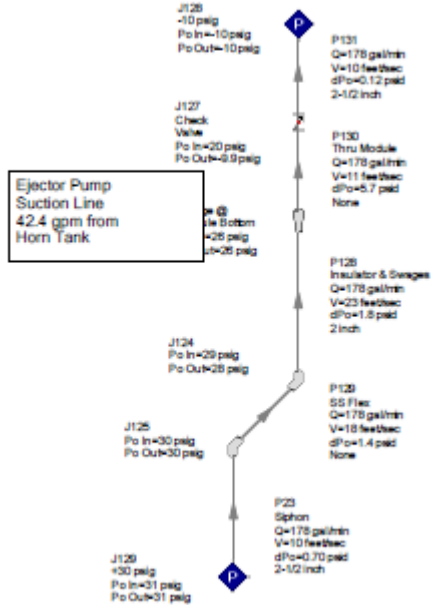 J128
-10 psig
Po In=-10 psig
Po Out=-10 psig
P131
Q=178 gal/min
V=10 feet/sec
dPo=0.12 psid
2-1/2 inch
J127
Check
Valve
Po In=20 psig
Po Out=-9.9 psig
P130
Thru Module
Q=178 gal/min
V=11 feet/sec
dPo=5.7 psid
None
Ejector Pump
Suction Line
42.4 gpm from
Horn Tank
@
Bottom
=26 psig
=26 psig
P128
Insulator & Swages
Q=178 gal/min
V=23 feet/sec
dPo=1.8 psid
2 inch
J124
Po In=29 psig
Po Out=28 psig
P129
SS Flex
Q=178 gal/min
V=18 feet/sec
dPo=1.4 psid
None
J125
Po In=30 psig
Po Out=30 psig
P23
Siphon
Q=178 gal/min
V=10 feet/sec
dPo=0.70 psid
2-1/2 inch
J129
+30 psig
Po In=31 psig
Po Out=31 psig
P
P